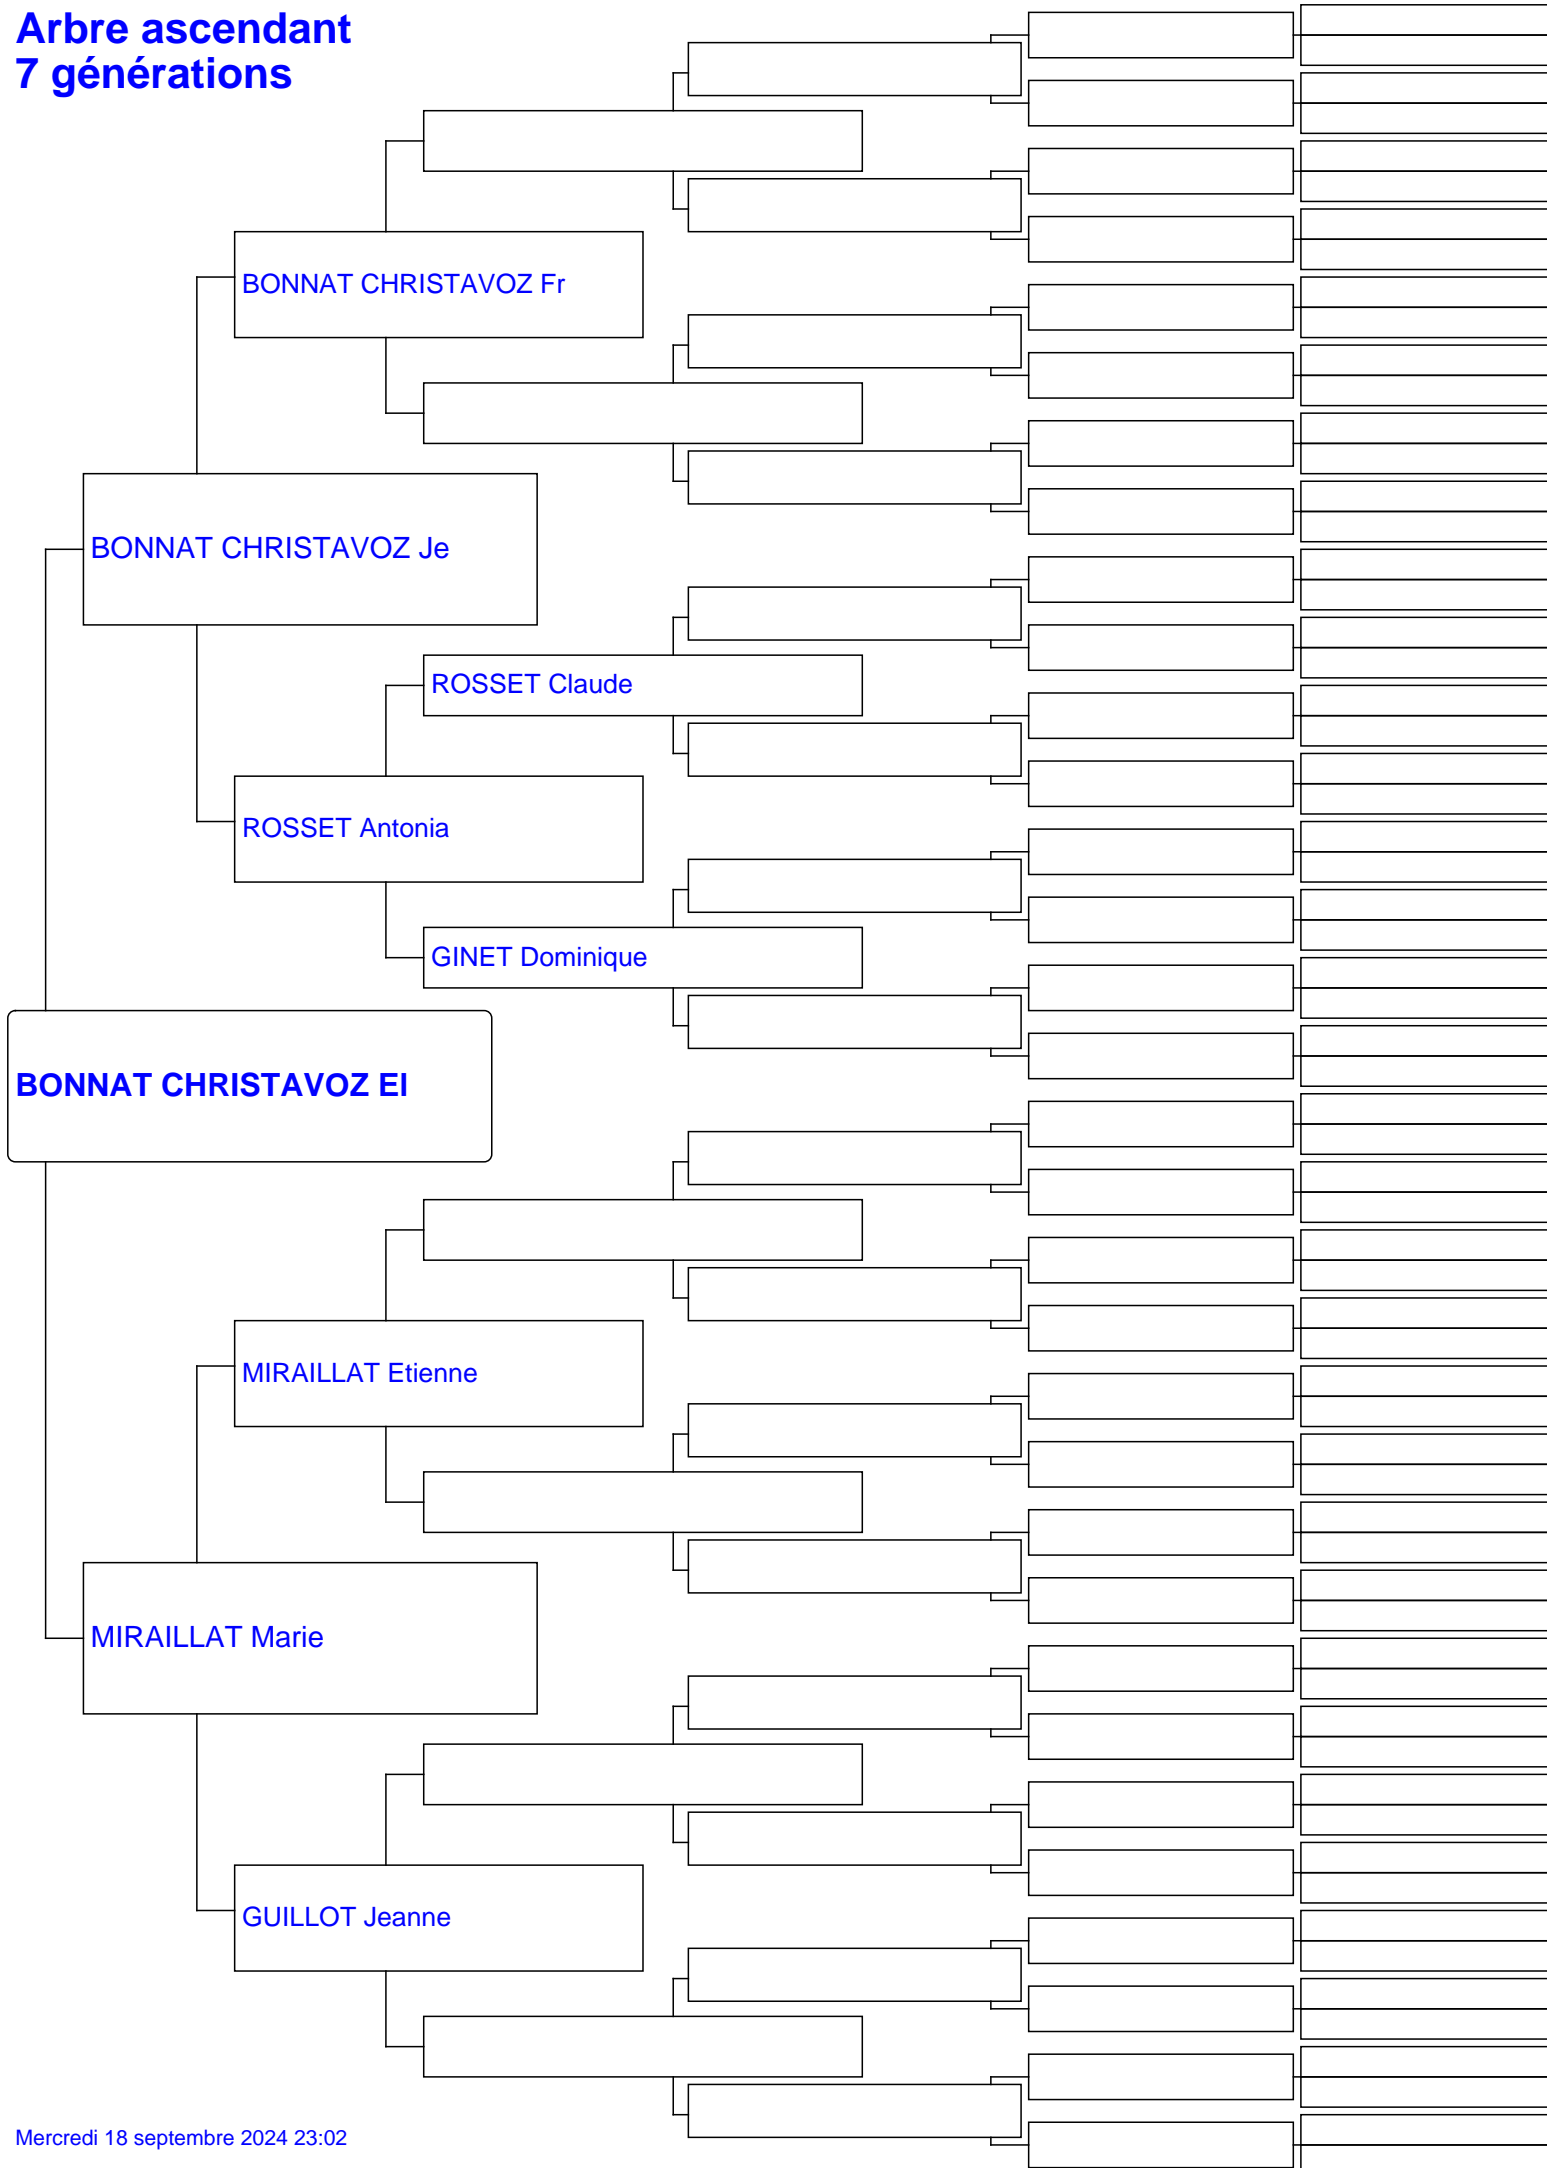 Arbre ascendant
7 générations
BONNAT CHRISTAVOZ Fr
BONNAT CHRISTAVOZ Je
ROSSET Claude
ROSSET Antonia
GINET Dominique
BONNAT CHRISTAVOZ El
MIRAILLAT Etienne
MIRAILLAT Marie
GUILLOT Jeanne
Mercredi 18 septembre 2024 23:02